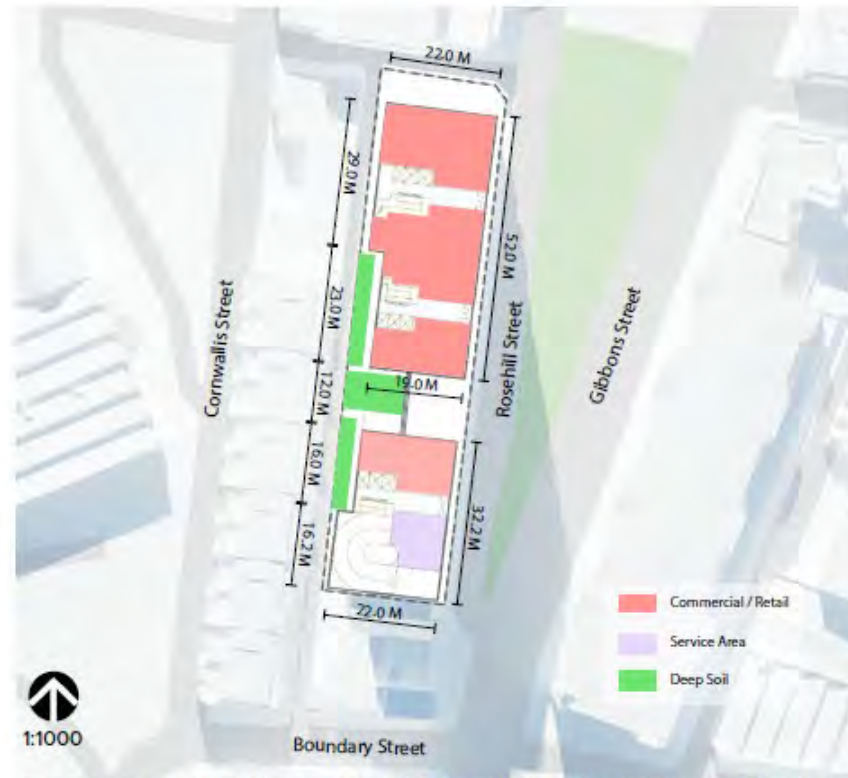 22.0 M
29.0 M
52.0 M
23.0 M
Cornwallis Street
Rosehill Street
Gibbons Street
12.0 M
19.0 M
16.0 M
16.2 M
32.2 M
22.0 M
Commercial / Retail
Service Area
Deep Soil
1:1000
Boundary Street